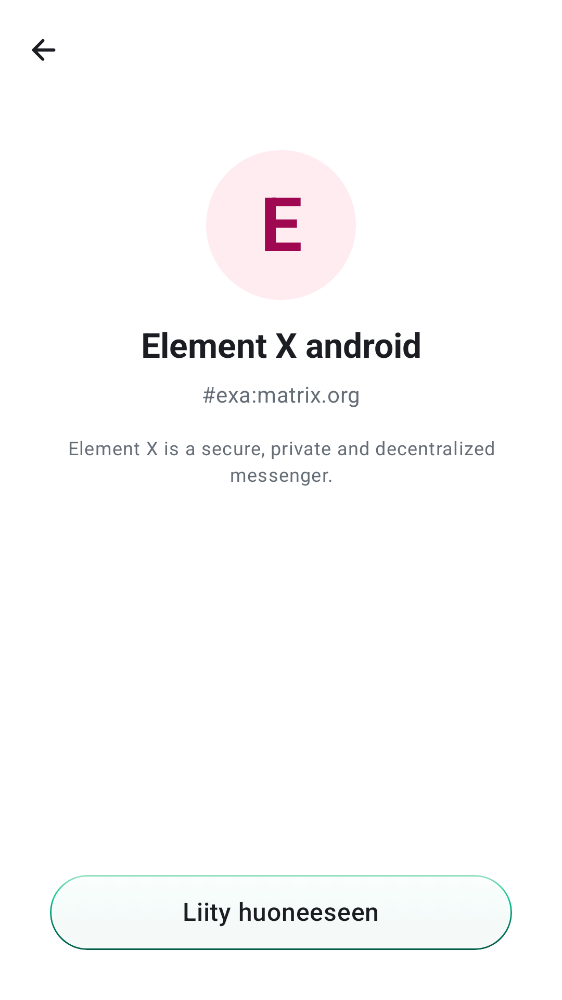 E
Element X android
#exa:matrix.org
Element X is a secure, private and decentralized
messenger.
Liity huoneeseen